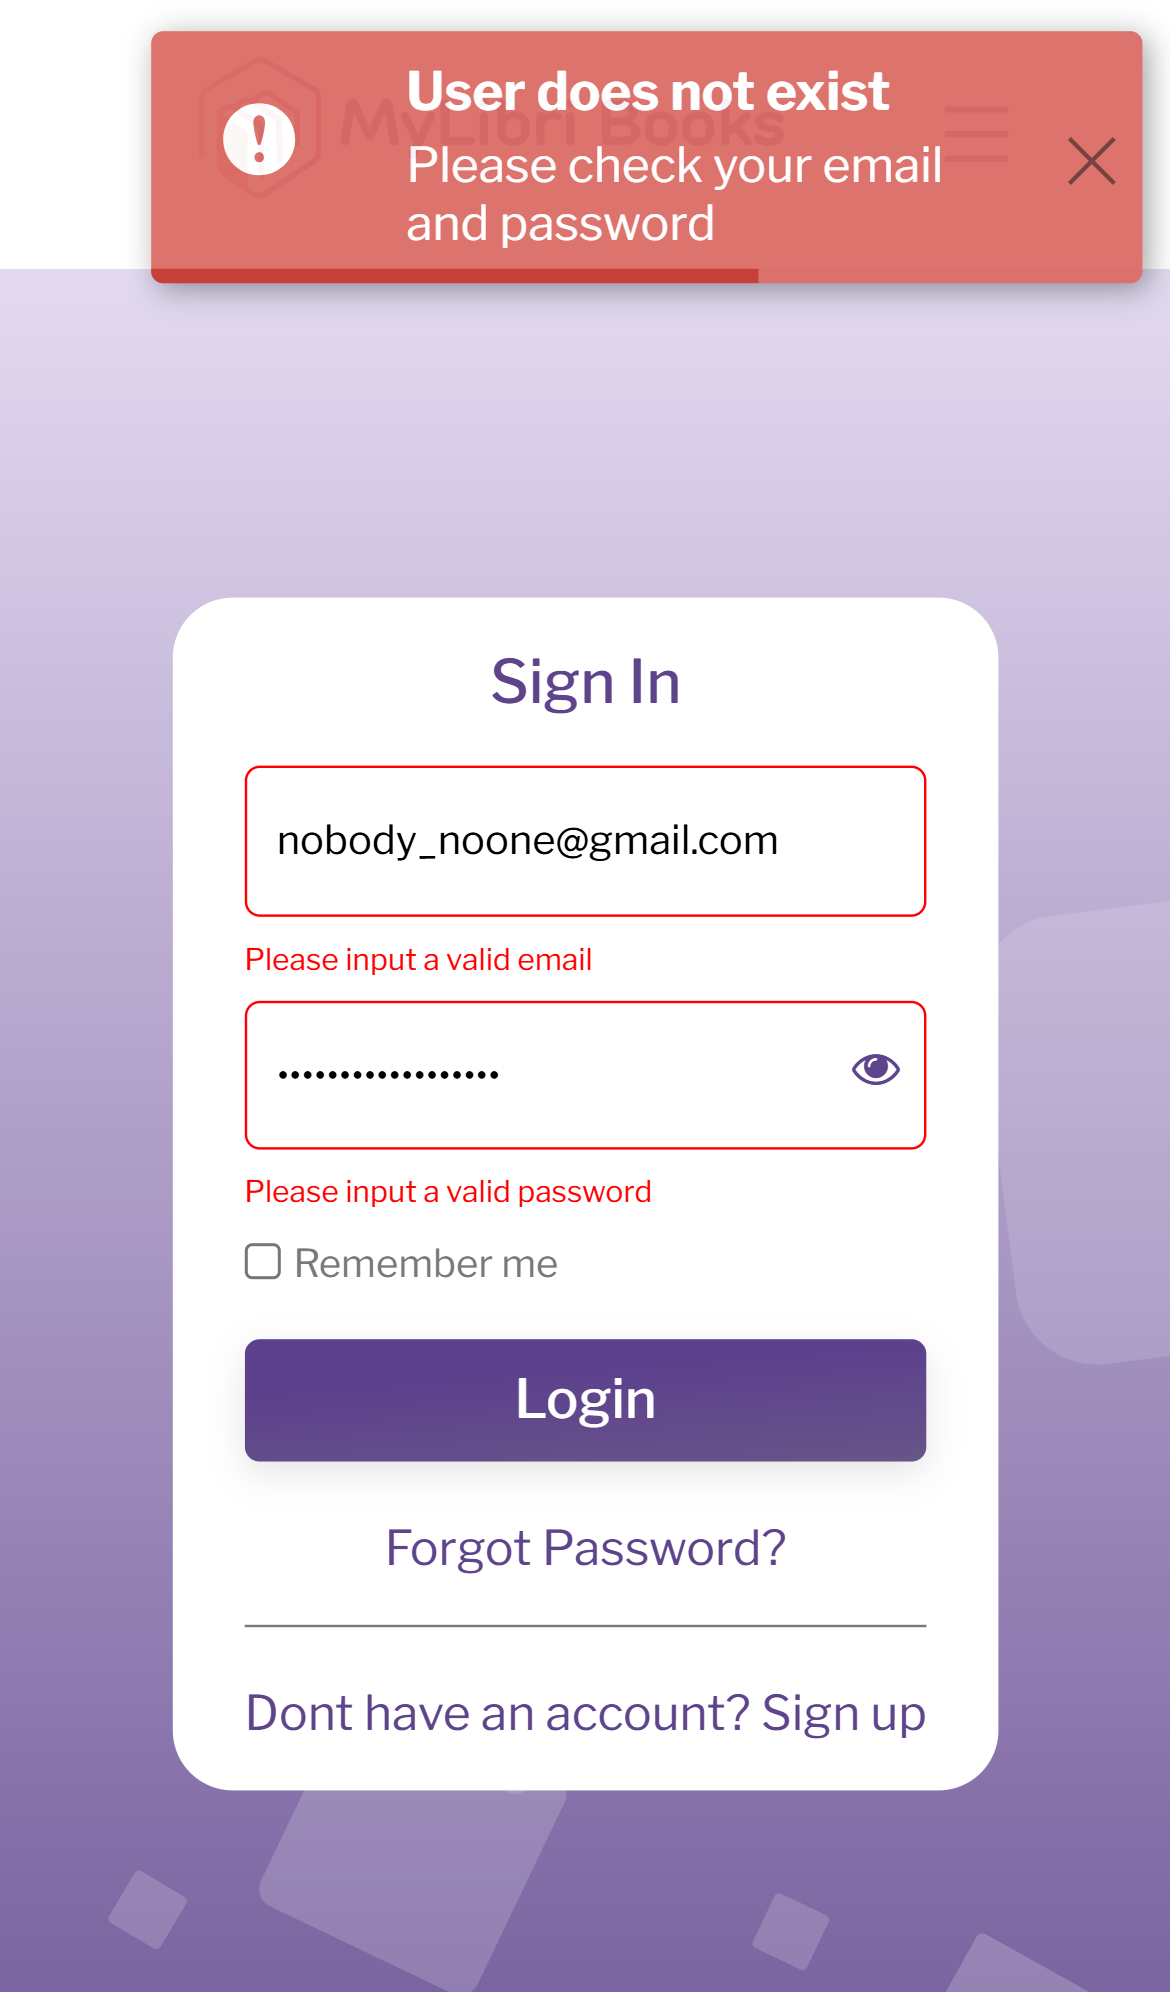 MyLibri Books
User does not exist
Please check your email
and password
Sign In
nobody_noone@gmail.com
Please input a valid email
••••••••••••••••••
Please input a valid password
Remember me
Login
Forgot Password?
Dont have an account? Sign up